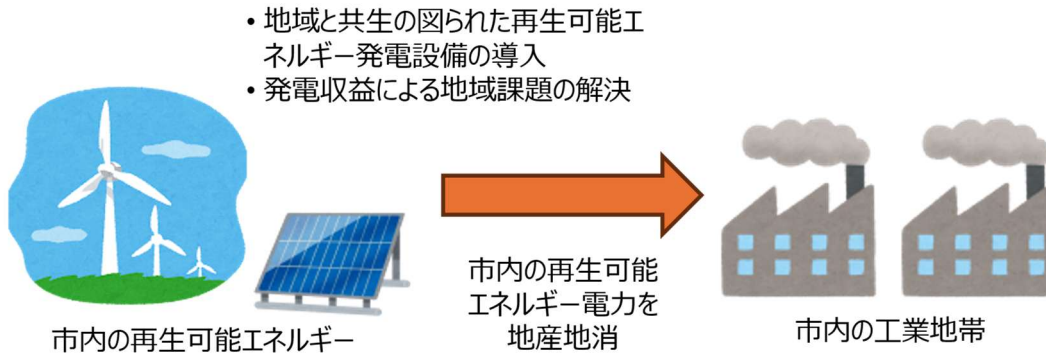 • 地域と共生の図られた再生可能エ
ネルギー発電設備の導入
• 発電収益による地域課題の解決
市内の再生可能
エネルギー電力を
地産地消
市内の再生可能エネルギー
市内の工業地帯